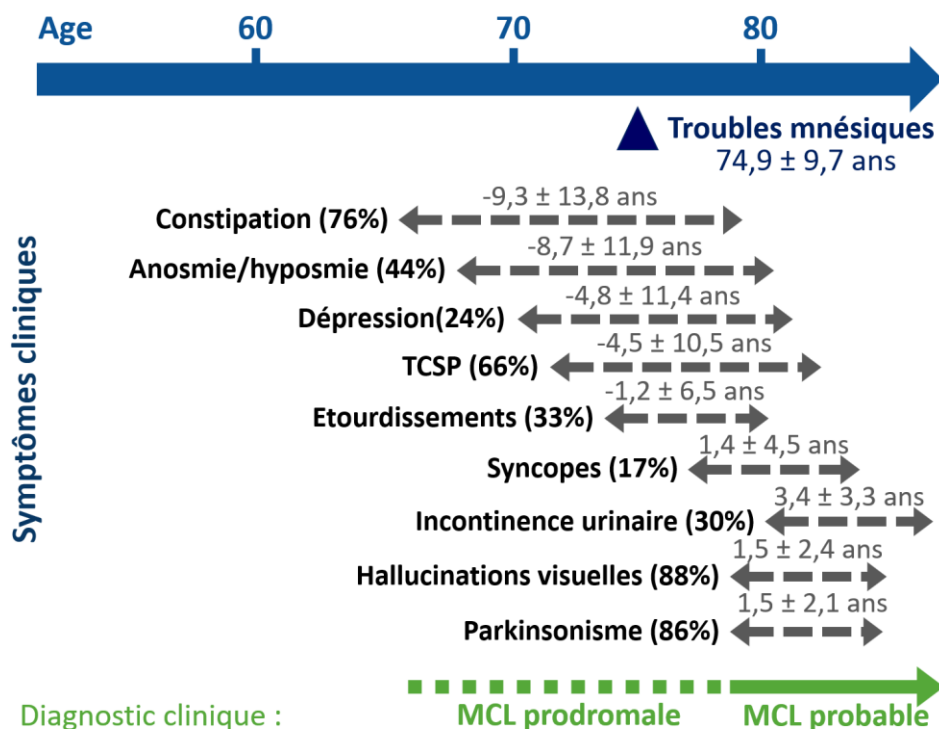 Age 60 70 80
Troubles mnésiques
74,9 ± 9,7 ans
Symptômes cliniques
-9,3 ± 13,8 ans
Constipation (76%)
-8,7 ± 11,9 ans
Anosmie/hyposmie (44%)
-4,8 ± 11,4 ans
Dépression(24%)
-4,5 ± 10,5 ans
TCSP (66%)
-1,2 ± 6,5 ans
Etourdissements (33%)
1,4 ± 4,5 ans
Syncopes (17%)
3,4 ± 3,3 ans
Incontinence urinaire (30%)
1,5 ± 2,4 ans
Hallucinations visuelles (88%)
1,5 ± 2,1 ans
Parkinsonisme (86%)
Diagnostic clinique : MCL prodromale MCL probable